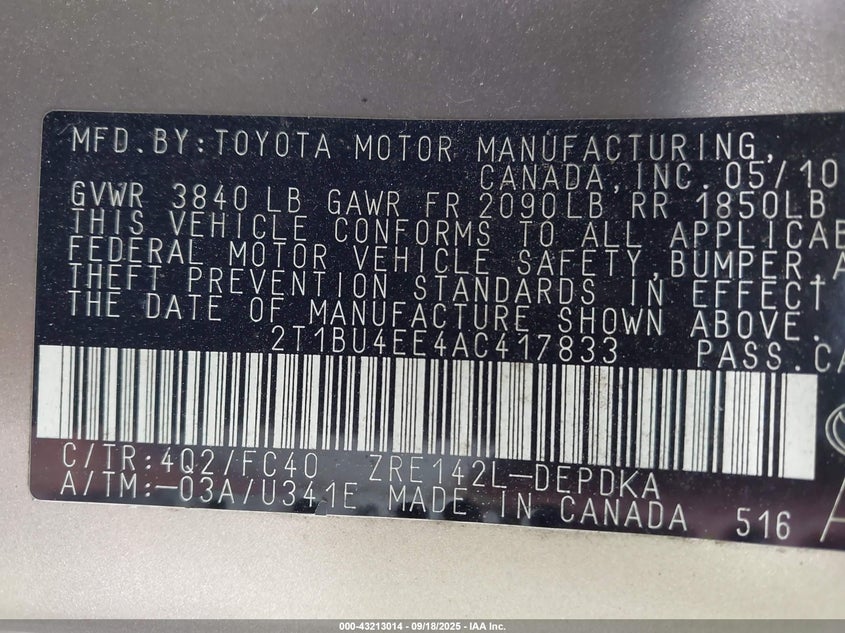 MFD.BY:TOYOTA MOTOR MANUFACTURING,
CANADA,INC. 05/10
GVWR 3840 LB GAWR FR 2090LB RR 1850LB
THIS VEHICLE CONFORMS TO ALL APPLICAB
FEDERAL MOTOR VEHICLE SAFETY,BUMPER,A
THEFT PREVENTION STANDARDS IN EFFECT
THE DATE OF MANUFACTURE SHOWN ABOVE.
2T1BU4EE4AC417833 PASS.CA
C/TR:4Q2/FC40 ZRE142L-DEPDKA
A/TM:-03A/U341E MADE IN CANADA 516
000-43213014 - 09/18/2025 - IAA Inc.